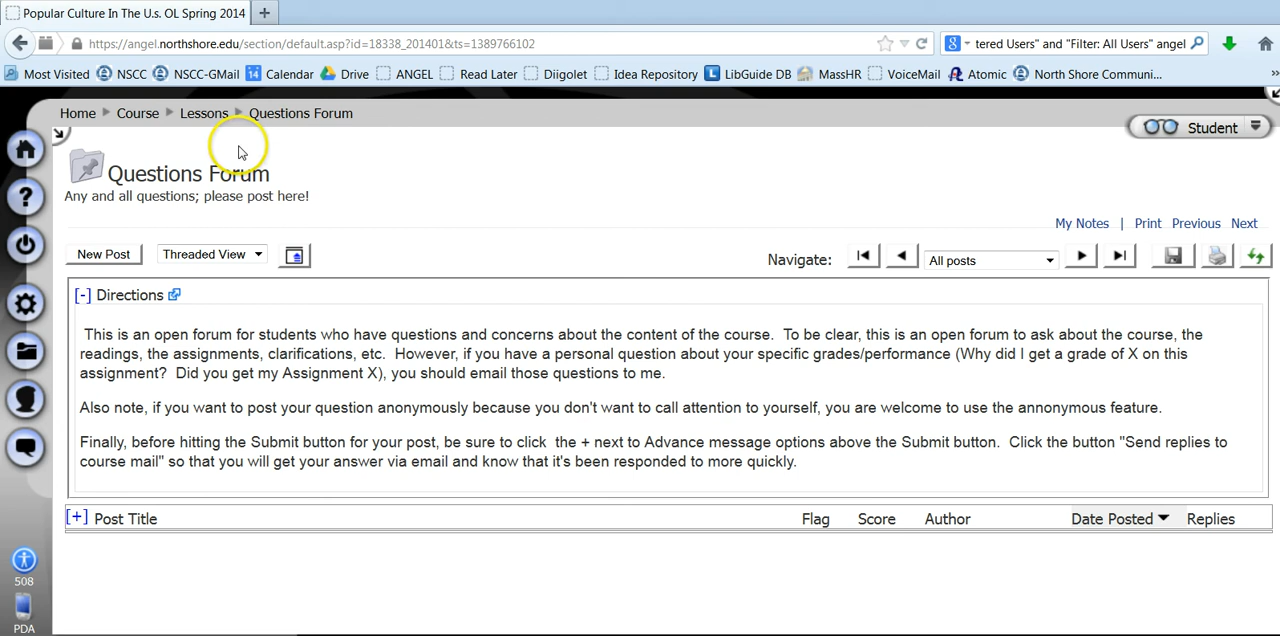 Popular Culture In The U.s. OL Spring 2014 +
https://angel.northshore.edu/section/default.asp?id=18338_201401&ts=1389766102 tered Users" and "Filter: All Users" angel
Most Visited NSCC NSCC-GMail 14 Calendar Drive ANGEL Read Later Diigolet Idea Repository LibGuide DB MassHR VoiceMail Atomic North Shore Communi... »
Home Course Lessons Questions Forum
Student
Questions Forum
Any and all questions; please post here!
My Notes | Print Previous Next
New Post Threaded View Navigate: All posts
[-] Directions
This is an open forum for students who have questions and concerns about the content of the course. To be clear, this is an open forum to ask about the course, the
readings, the assignments, clarifications, etc. However, if you have a personal question about your specific grades/performance (Why did I get a grade of X on this
assignment? Did you get my Assignment X), you should email those questions to me.
Also note, if you want to post your question anonymously because you don't want to call attention to yourself, you are welcome to use the annonymous feature.
Finally, before hitting the Submit button for your post, be sure to click the + next to Advance message options above the Submit button. Click the button "Send replies to
course mail" so that you will get your answer via email and know that it's been responded to more quickly.
[+] Post Title Flag Score Author Date Posted Replies
508
PDA